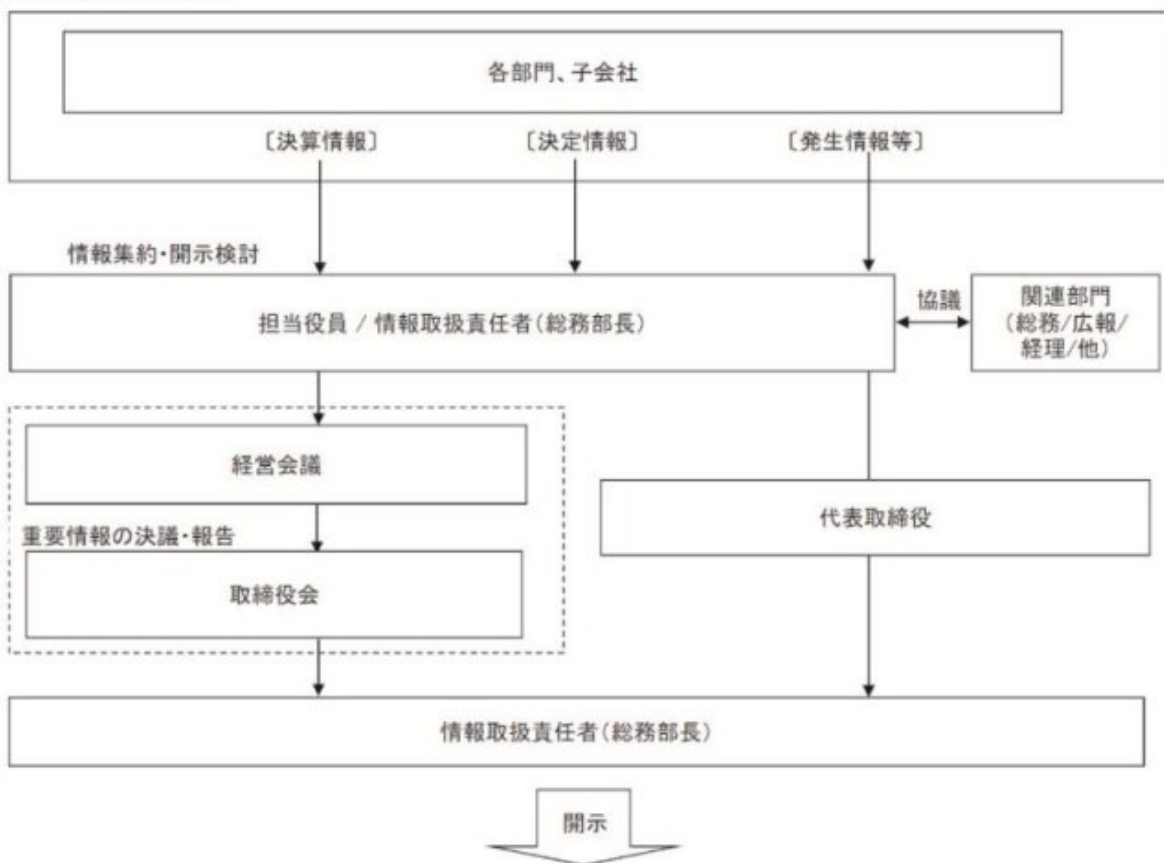 各部門、子会社
〔決算情報〕
〔決定情報〕
〔発生情報等〕
情報集約・開示検討
担当役員 / 情報取扱責任者(総務部長)
協議
関連部門
(総務/広報/
経理/他)
経営会議
代表取締役
重要情報の決議・報告
取締役会
情報取扱責任者(総務部長)
開示